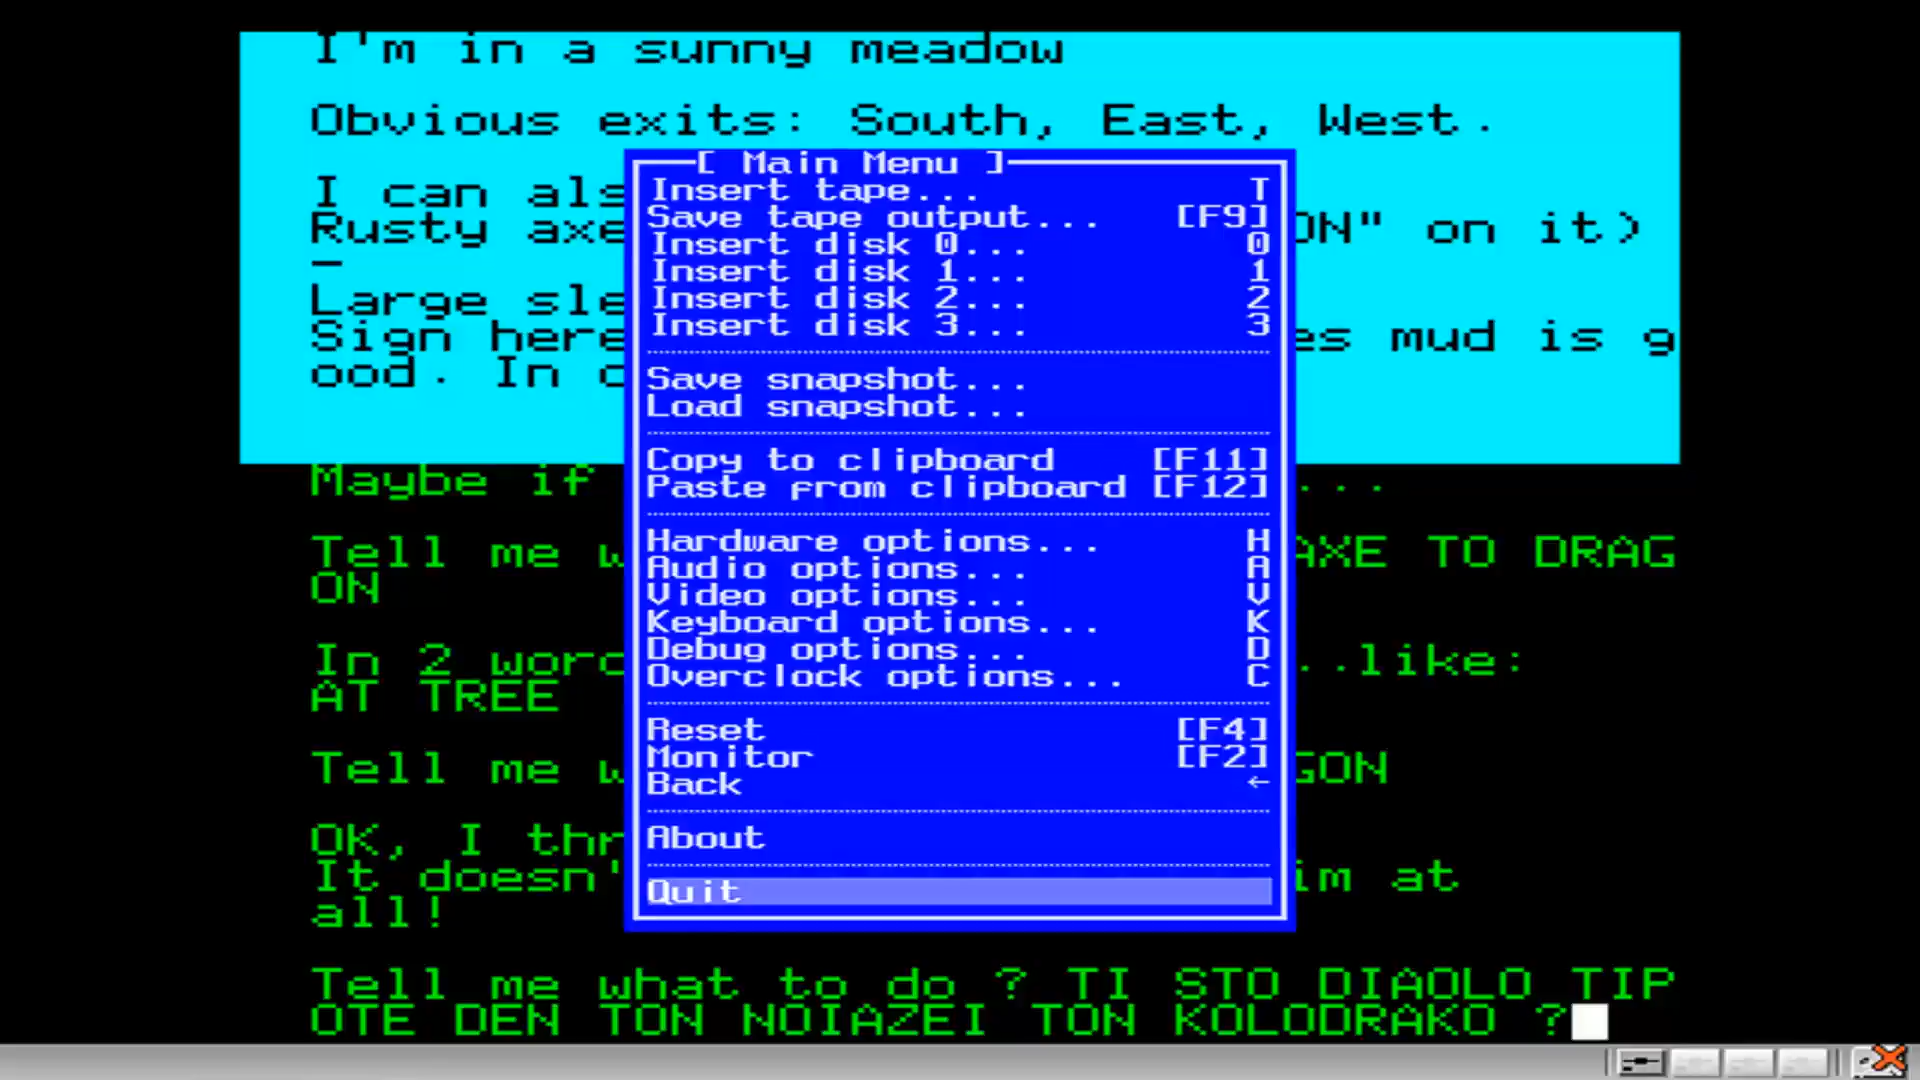 I'm in a sunny meadow
Obvious exits: South, East, West.
I can als
Rusty axe ON" on it)
-
Large sle
Sign here es mud is g
ood. In o
[ Main Menu ]
Insert tape... T
Save tape output... [F9]
Insert disk 0... 0
Insert disk 1... 1
Insert disk 2... 2
Insert disk 3... 3
Save snapshot...
Load snapshot...
Copy to clipboard [F11]
Paste from clipboard [F12]
Hardware options... H
Audio options... A
Video options... V
Keyboard options... K
Debug options... D
Overclock options... C
Reset [F4]
Monitor [F2]
Back ←
About
Quit
Maybe if ...
Tell me w AXE TO DRAG
ON
In 2 word ..like:
AT TREE
Tell me w GON
OK, I thr
It doesn' im at
all!
Tell me what to do ? TI STO DIAOLO TIP
OTE DEN TON NOIAZEI TON KOLODRAKO ?